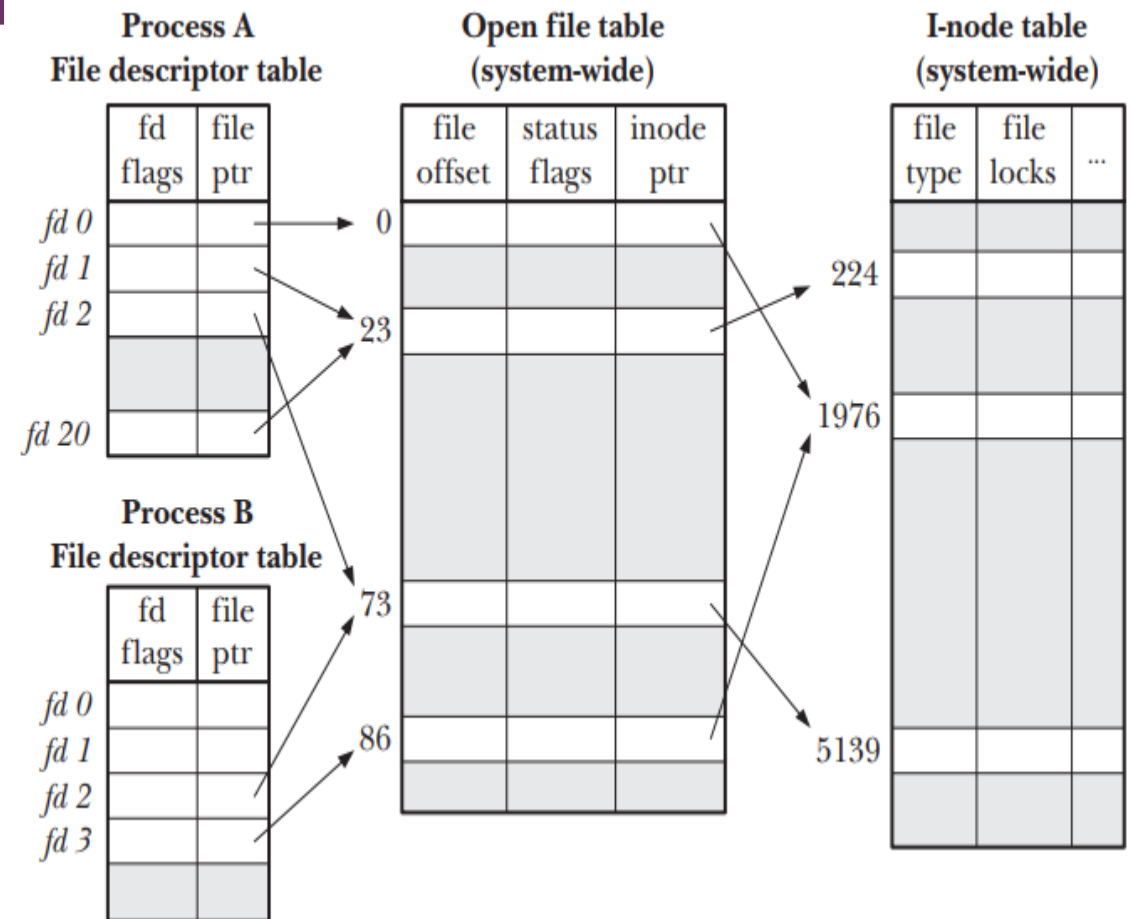 Process A
File descriptor table
fd flags
file ptr
fd 0
fd 1
fd 2
fd 20
Process B
File descriptor table
fd flags
file ptr
fd 0
fd 1
fd 2
fd 3
Open file table
(system-wide)
file offset
status flags
inode ptr
0
23
73
86
I-node table
(system-wide)
file type
file locks
...
224
1976
5139